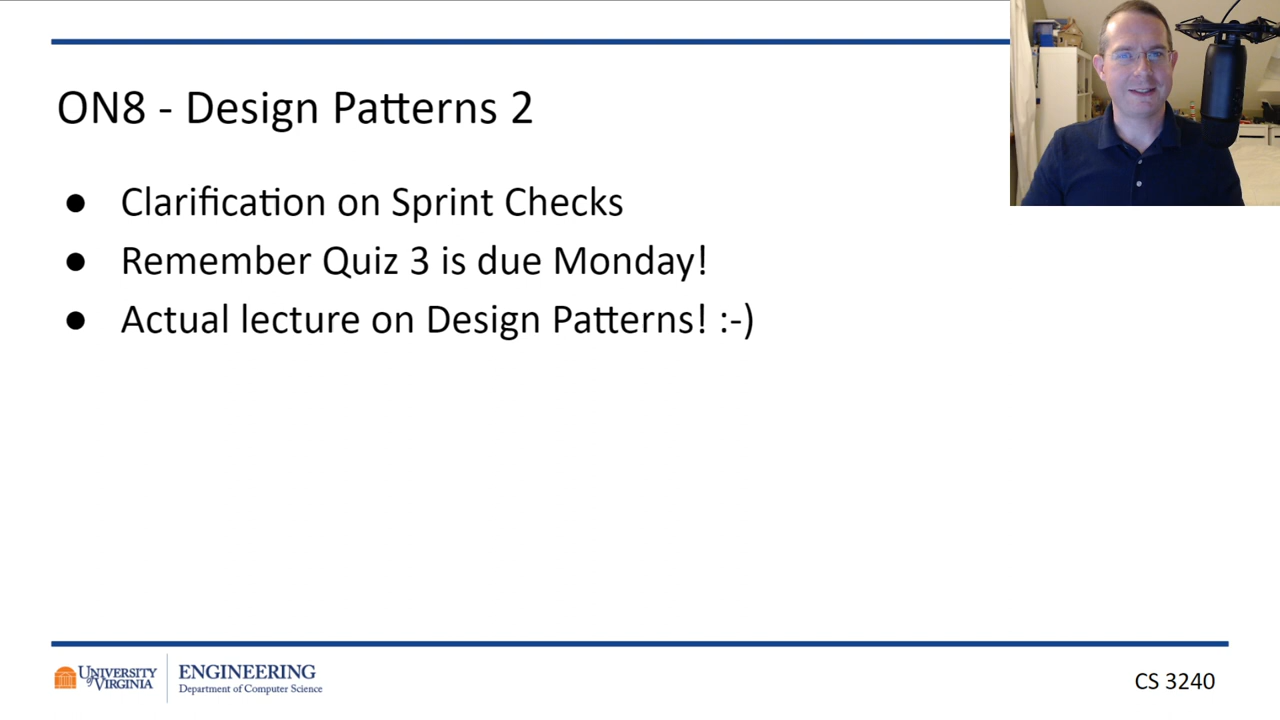 ON8 - Design Patterns 2
● Clarification on Sprint Checks
● Remember Quiz 3 is due Monday!
● Actual lecture on Design Patterns! :-)
UNIVERSITY of VIRGINIA
ENGINEERING
Department of Computer Science
CS 3240